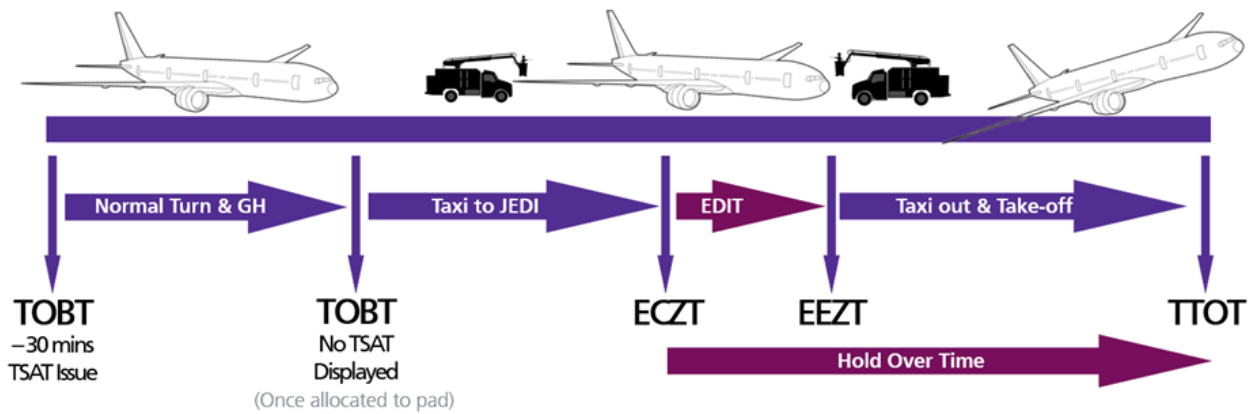 Normal Turn & GH
Taxi to JEDI
EDIT
Taxi out & Take-off
TOBT
–30 mins
TSAT Issue
TOBT
No TSAT
Displayed
(Once allocated to pad)
ECZT
EEZT
TTOT
Hold Over Time